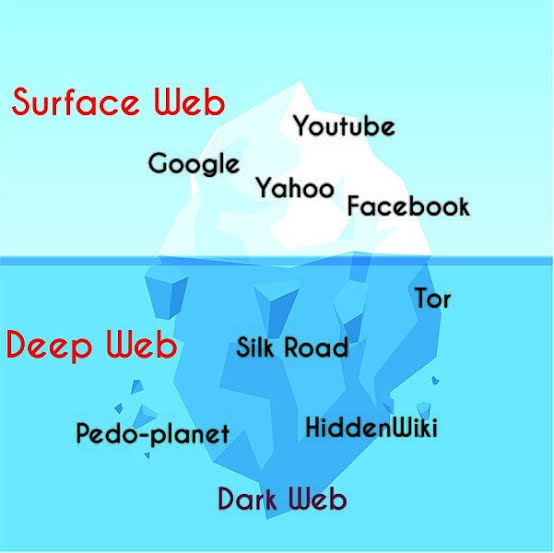 Surface Web
Youtube
Google
Yahoo
Facebook
Tor
Deep Web
Silk Road
Pedo-planet
HiddenWiki
Dark Web